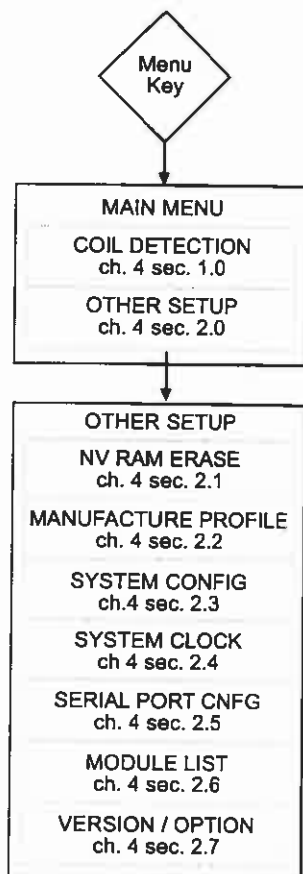 Menu
Key
MAIN MENU
COIL DETECTION
ch. 4 sec. 1.0
OTHER SETUP
ch. 4 sec. 2.0
OTHER SETUP
NV RAM ERASE
ch. 4 sec. 2.1
MANUFACTURE PROFILE
ch. 4 sec. 2.2
SYSTEM CONFIG
ch.4 sec. 2.3
SYSTEM CLOCK
ch 4 sec. 2.4
SERIAL PORT CNFG
ch. 4 sec. 2.5
MODULE LIST
ch. 4 sec. 2.6
VERSION / OPTION
ch. 4 sec. 2.7